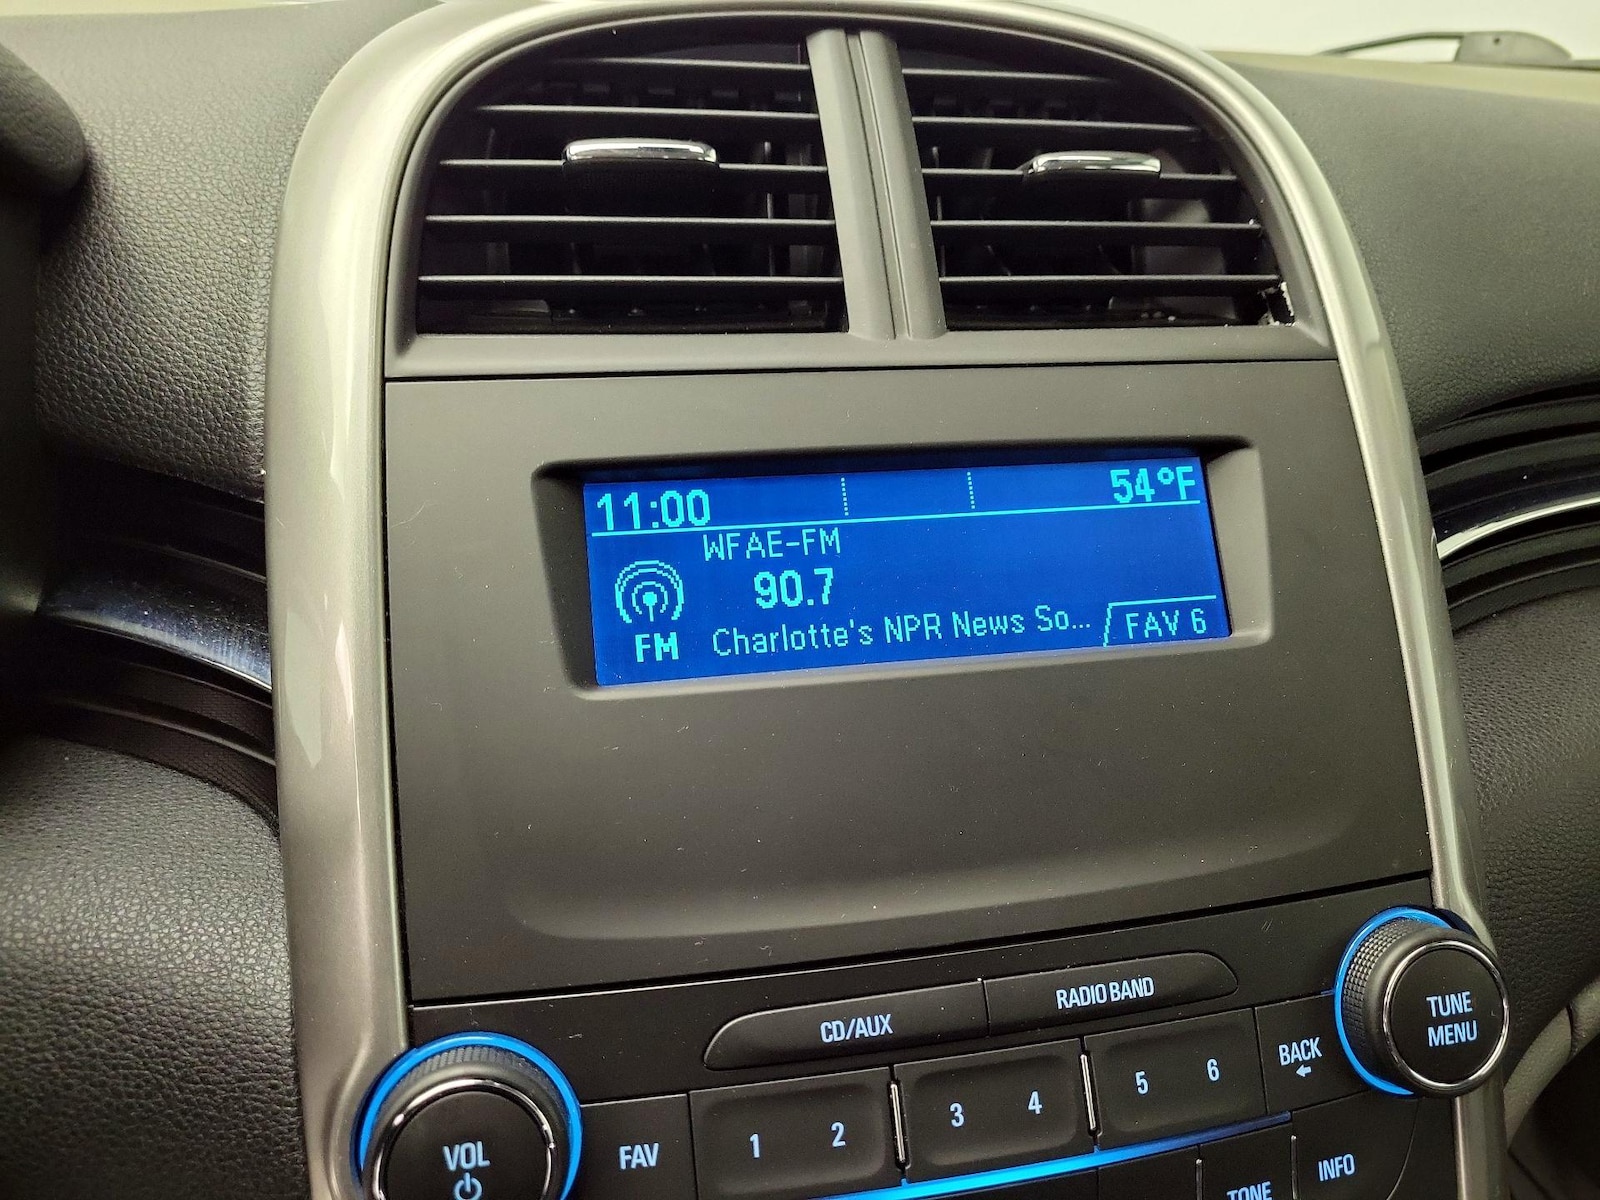 11:00 54°F
WFAE-FM
90.7
FM Charlotte's NPR News So... FAV 6
CD/AUX RADIO BAND
VOL FAV 1 2 3 4 5 6 BACK TUNE
MENU
TONE INFO